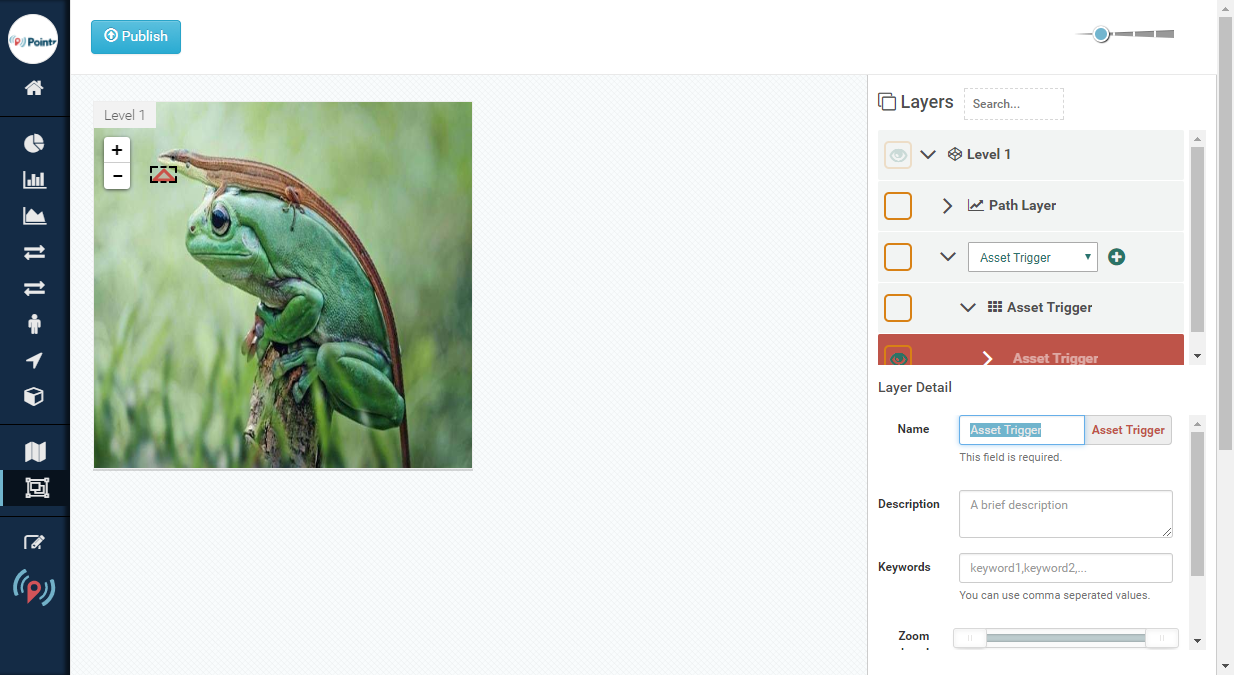 Pointr
Publish
Level 1
+
−
Layers
Search...
Level 1
Path Layer
Asset Trigger
Asset Trigger
Asset Trigger
Layer Detail
Name
Asset Trigger
Asset Trigger
This field is required.
Description
A brief description
Keywords
keyword1,keyword2,...
You can use comma seperated values.
Zoom